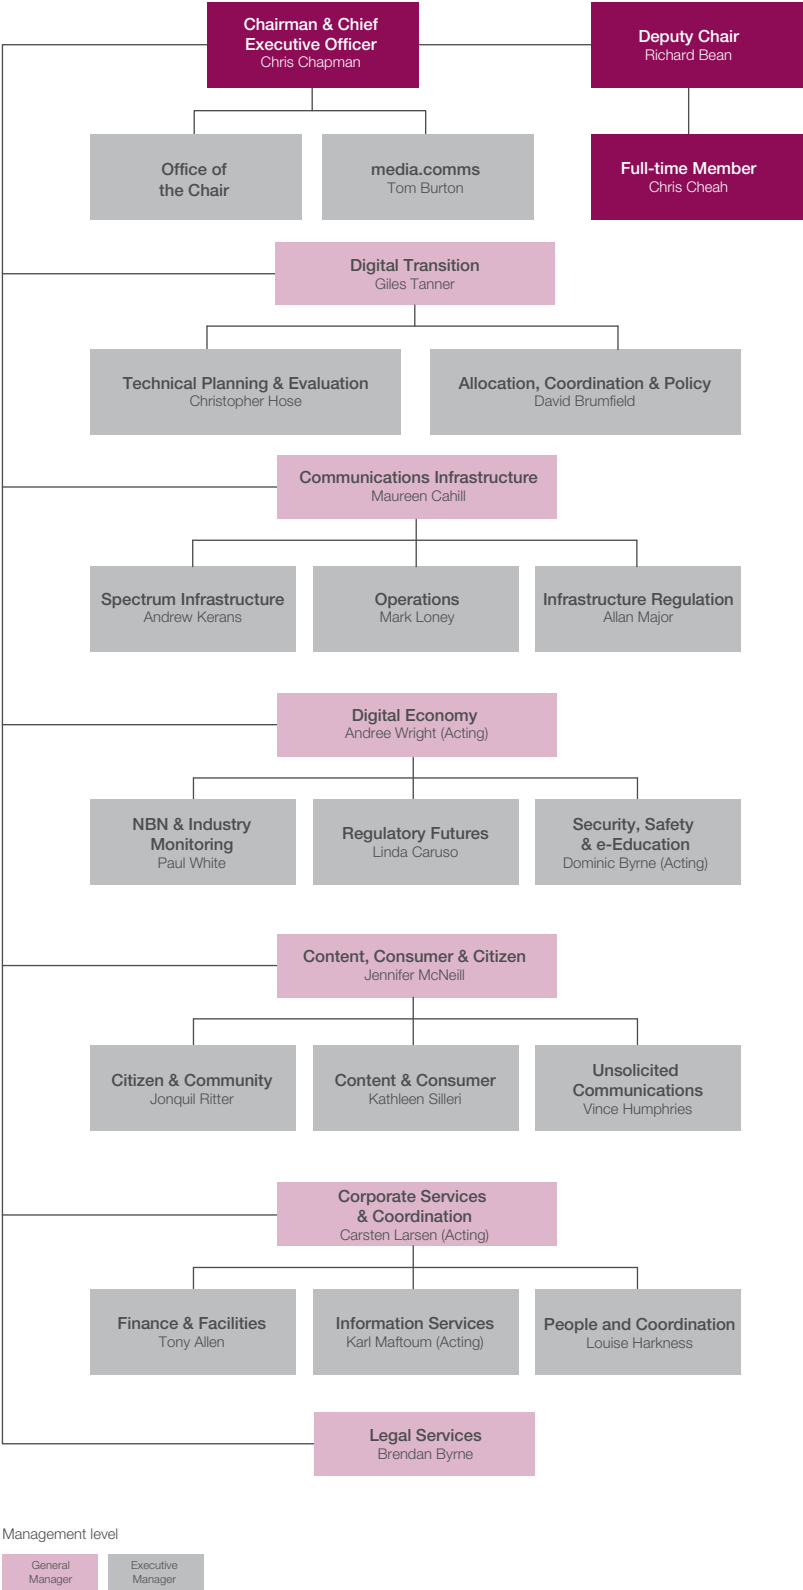 Chairman & Chief
Executive Officer
Chris Chapman
Deputy Chair
Richard Bean
Office of
the Chair
media.comms
Tom Burton
Full-time Member
Chris Cheah
Digital Transition
Giles Tanner
Technical Planning & Evaluation
Christopher Hose
Allocation, Coordination & Policy
David Brumfield
Communications Infrastructure
Maureen Cahill
Spectrum Infrastructure
Andrew Kerans
Operations
Mark Loney
Infrastructure Regulation
Allan Major
Digital Economy
Andree Wright (Acting)
NBN & Industry
Monitoring
Paul White
Regulatory Futures
Linda Caruso
Security, Safety
& e-Education
Dominic Byrne (Acting)
Content, Consumer & Citizen
Jennifer McNeill
Citizen & Community
Jonquil Ritter
Content & Consumer
Kathleen Silleri
Unsolicited
Communications
Vince Humphries
Corporate Services
& Coordination
Carsten Larsen (Acting)
Finance & Facilities
Tony Allen
Information Services
Karl Maftoum (Acting)
People and Coordination
Louise Harkness
Legal Services
Brendan Byrne
Management level
General
Manager
Executive
Manager